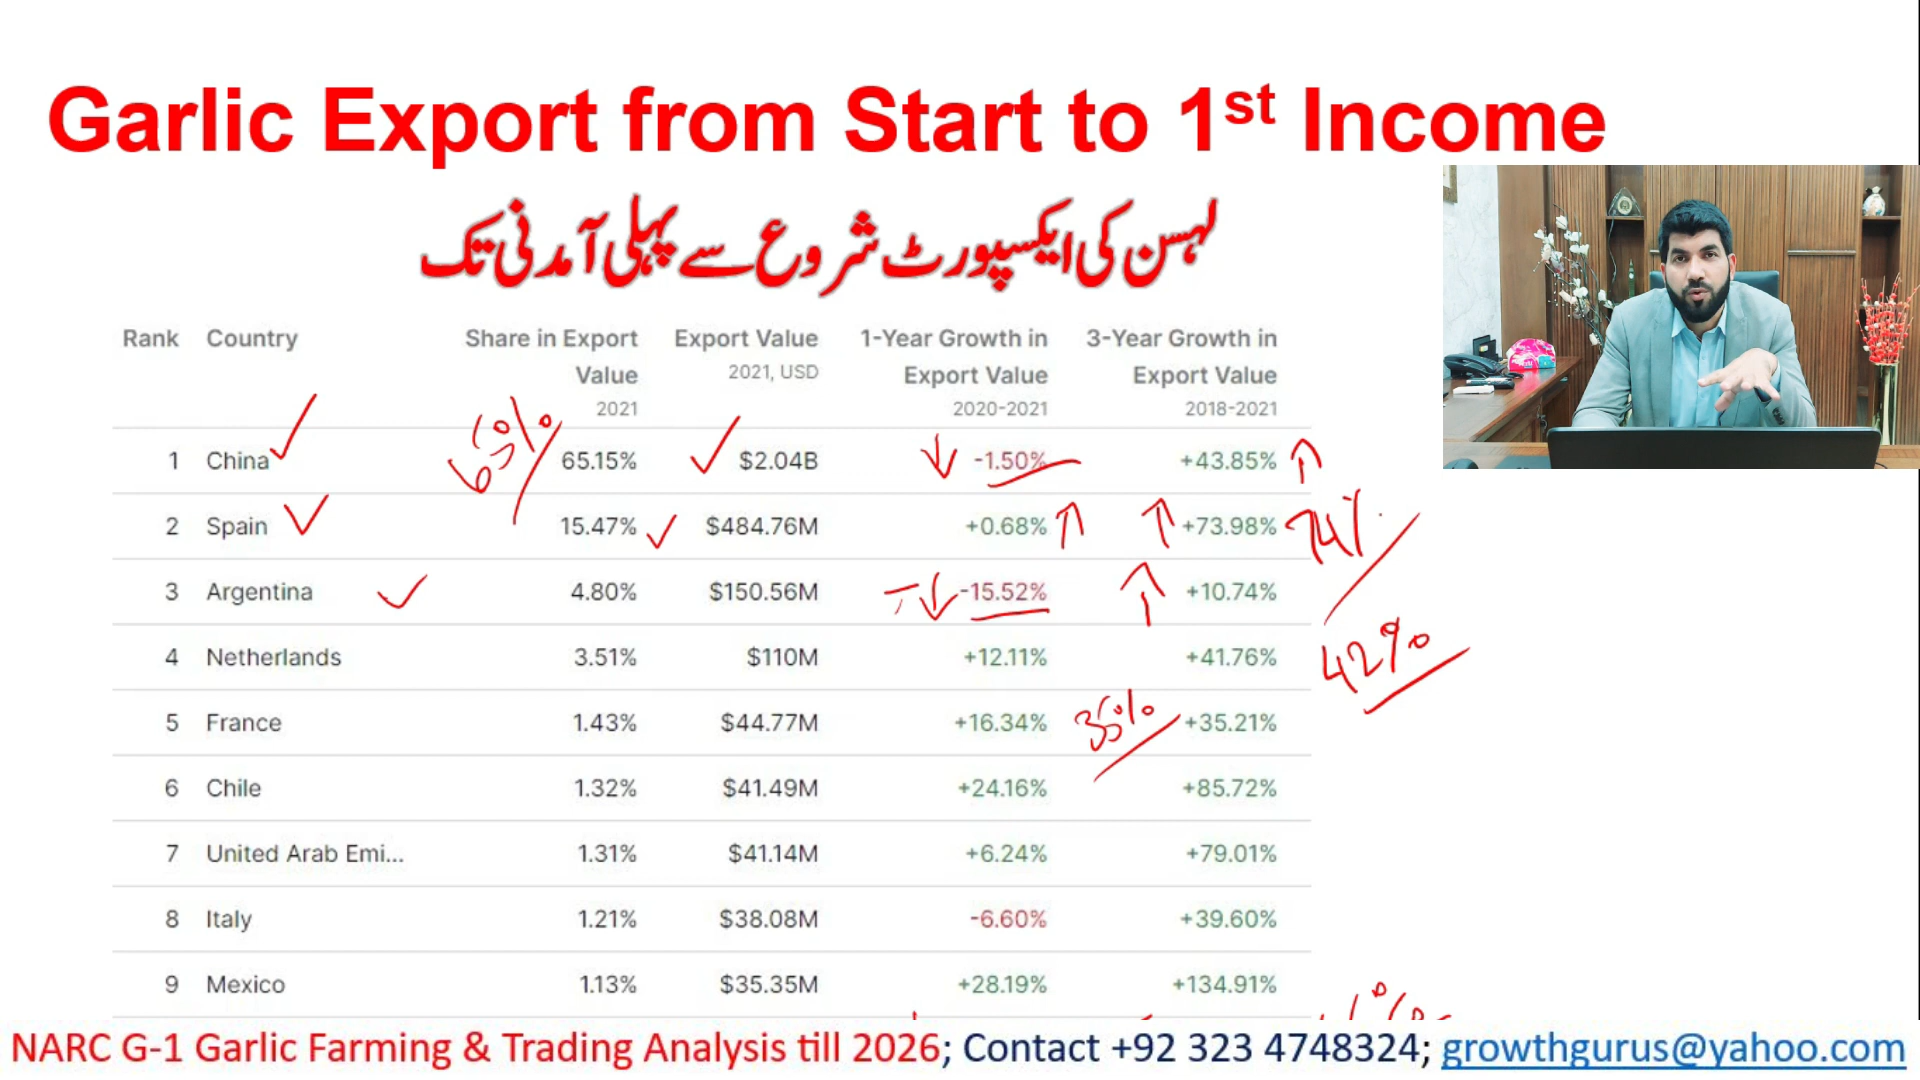 Garlic Export from Start to 1st Income
لہسن کی ایکسپورٹ شروع سے پہلی آمدنی تک
Rank Country Share in Export Value 2021 Export Value 2021, USD 1-Year Growth in Export Value 2020-2021 3-Year Growth in Export Value 2018-2021
65%
1 China 65.15% $2.04B -1.50% +43.85%
2 Spain 15.47% $484.76M +0.68% +73.98% 74%
3 Argentina 4.80% $150.56M -15.52% +10.74%
4 Netherlands 3.51% $110M +12.11% +41.76% 42%
5 France 1.43% $44.77M +16.34% 35% +35.21%
6 Chile 1.32% $41.49M +24.16% +85.72%
7 United Arab Emi... 1.31% $41.14M +6.24% +79.01%
8 Italy 1.21% $38.08M -6.60% +39.60%
9 Mexico 1.13% $35.35M +28.19% +134.91%
NARC G-1 Garlic Farming & Trading Analysis till 2026; Contact +92 323 4748324; growthgurus@yahoo.com